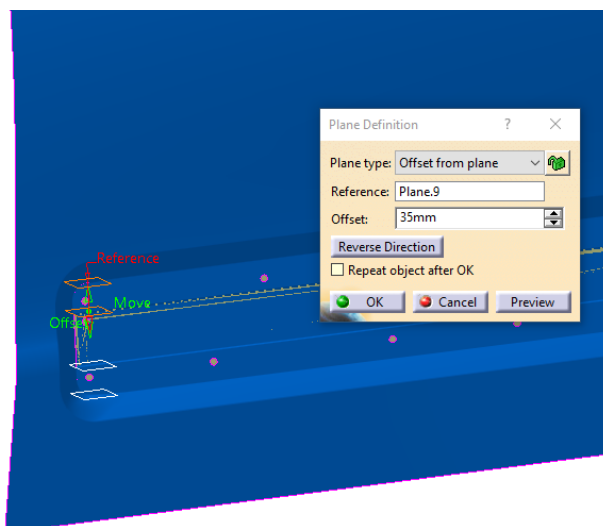 Plane Definition ? ×
Plane type: Offset from plane
Reference: Plane.9
Offset: 35mm
Reverse Direction
Repeat object after OK
OK Cancel Preview
Reference
Move
Offset